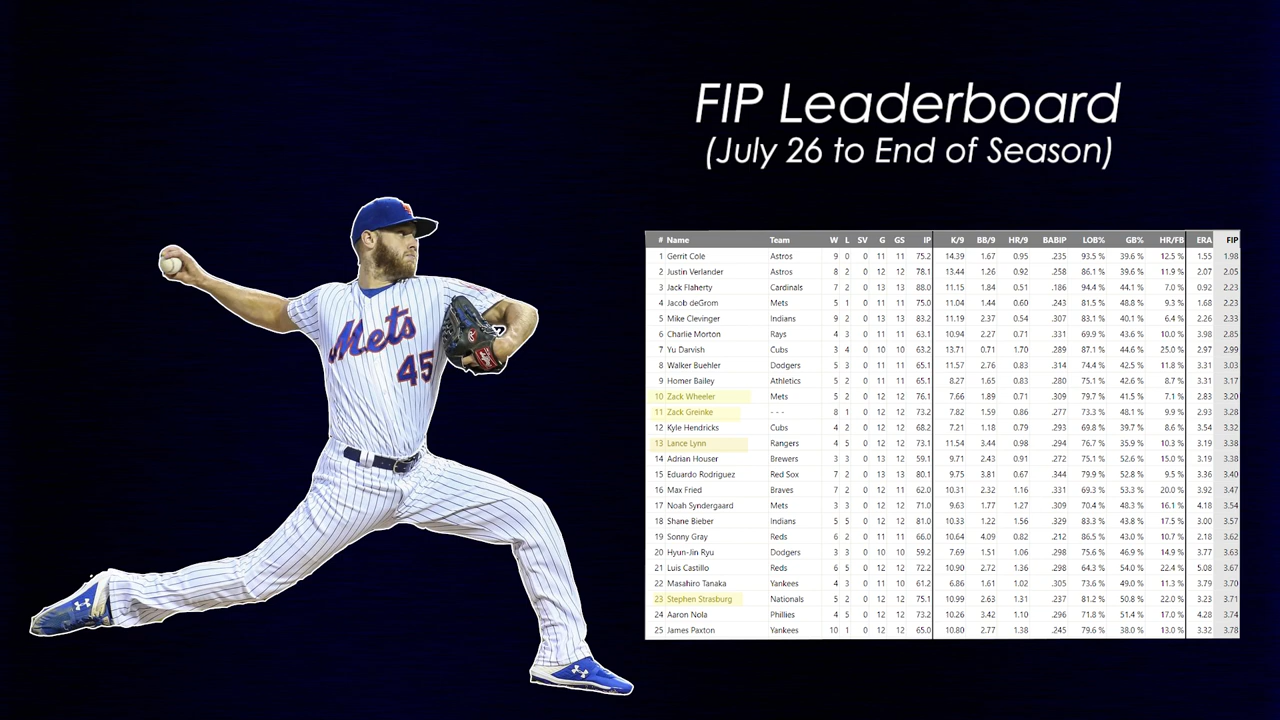 FIP Leaderboard
(July 26 to End of Season)
Mets
45
# Name Team W L SV G GS IP K/9 BB/9 HR/9 BABIP LOB% GB% HR/FB ERA FIP
1 Gerrit Cole Astros 9 0 0 11 11 75.2 14.39 1.67 0.95 .235 93.5 % 39.6 % 12.5 % 1.55 1.98
2 Justin Verlander Astros 8 2 0 12 12 78.1 13.44 1.26 0.92 .258 86.1 % 39.6 % 11.9 % 2.07 2.05
3 Jack Flaherty Cardinals 7 2 0 13 13 88.0 11.15 1.84 0.51 .186 94.4 % 44.1 % 7.0 % 0.92 2.23
4 Jacob deGrom Mets 5 1 0 11 11 75.0 11.04 1.44 0.60 .243 81.5 % 48.8 % 9.3 % 1.68 2.23
5 Mike Clevinger Indians 9 2 0 13 13 83.2 11.19 2.37 0.54 .307 83.1 % 40.1 % 6.4 % 2.26 2.33
6 Charlie Morton Rays 4 3 0 11 11 63.1 10.94 2.27 0.71 .331 69.9 % 43.6 % 10.0 % 3.98 2.85
7 Yu Darvish Cubs 3 4 0 10 10 63.2 13.71 0.71 1.70 .289 87.1 % 44.6 % 25.0 % 2.97 2.99
8 Walker Buehler Dodgers 5 3 0 11 11 65.1 11.57 2.76 0.83 .314 74.4 % 42.5 % 11.8 % 3.31 3.03
9 Homer Bailey Athletics 5 2 0 11 11 65.1 8.27 1.65 0.83 .280 75.1 % 42.6 % 8.7 % 3.31 3.17
10 Zack Wheeler Mets 5 2 0 12 12 76.1 7.66 1.89 0.71 .309 79.7 % 41.5 % 7.1 % 2.83 3.20
11 Zack Greinke - - - 8 1 0 12 12 73.2 7.82 1.59 0.86 .277 73.3 % 48.1 % 9.9 % 2.93 3.28
12 Kyle Hendricks Cubs 4 2 0 12 12 68.2 7.21 1.18 0.79 .293 69.8 % 39.7 % 8.6 % 3.54 3.32
13 Lance Lynn Rangers 4 5 0 12 12 73.1 11.54 3.44 0.98 .294 76.7 % 35.9 % 10.3 % 3.19 3.38
14 Adrian Houser Brewers 3 3 0 13 12 59.1 9.71 2.43 0.91 .272 75.1 % 52.6 % 15.0 % 3.19 3.38
15 Eduardo Rodriguez Red Sox 7 2 0 13 13 80.1 9.75 3.81 0.67 .344 79.9 % 52.8 % 9.5 % 3.36 3.40
16 Max Fried Braves 7 2 0 12 11 62.0 10.31 2.32 1.16 .331 69.3 % 53.3 % 20.0 % 3.92 3.47
17 Noah Syndergaard Mets 3 3 0 12 12 71.0 9.63 1.77 1.27 .309 70.4 % 48.3 % 16.1 % 4.18 3.54
18 Shane Bieber Indians 5 5 0 12 12 81.0 10.33 1.22 1.56 .329 83.3 % 43.8 % 17.5 % 3.00 3.57
19 Sonny Gray Reds 6 2 0 11 11 66.0 10.64 4.09 0.82 .212 86.5 % 43.0 % 10.7 % 2.18 3.62
20 Hyun-Jin Ryu Dodgers 3 3 0 10 10 59.2 7.69 1.51 1.06 .298 75.6 % 46.9 % 14.9 % 3.77 3.63
21 Luis Castillo Reds 6 5 0 12 12 72.2 10.90 2.72 1.36 .298 64.3 % 54.0 % 22.4 % 5.08 3.67
22 Masahiro Tanaka Yankees 4 3 0 11 10 61.2 6.86 1.61 1.02 .305 73.6 % 49.0 % 11.3 % 3.79 3.70
23 Stephen Strasburg Nationals 5 2 0 12 12 75.1 10.99 2.63 1.31 .237 81.2 % 50.8 % 22.0 % 3.23 3.71
24 Aaron Nola Phillies 4 5 0 12 12 73.2 10.26 3.42 1.10 .296 71.8 % 51.4 % 17.0 % 4.28 3.74
25 James Paxton Yankees 10 1 0 12 12 65.0 10.80 2.77 1.38 .245 79.6 % 38.0 % 13.0 % 3.32 3.78